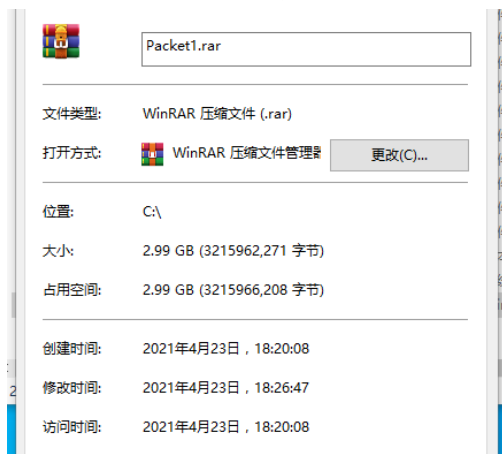 Packet1.rar
文件类型: WinRAR 压缩文件 (.rar)
打开方式: WinRAR 压缩文件管理器 更改(C)...
位置: C:\
大小: 2.99 GB (3215962,271 字节)
占用空间: 2.99 GB (3215966,208 字节)
创建时间: 2021年4月23日，18:20:08
修改时间: 2021年4月23日，18:26:47
访问时间: 2021年4月23日，18:20:08